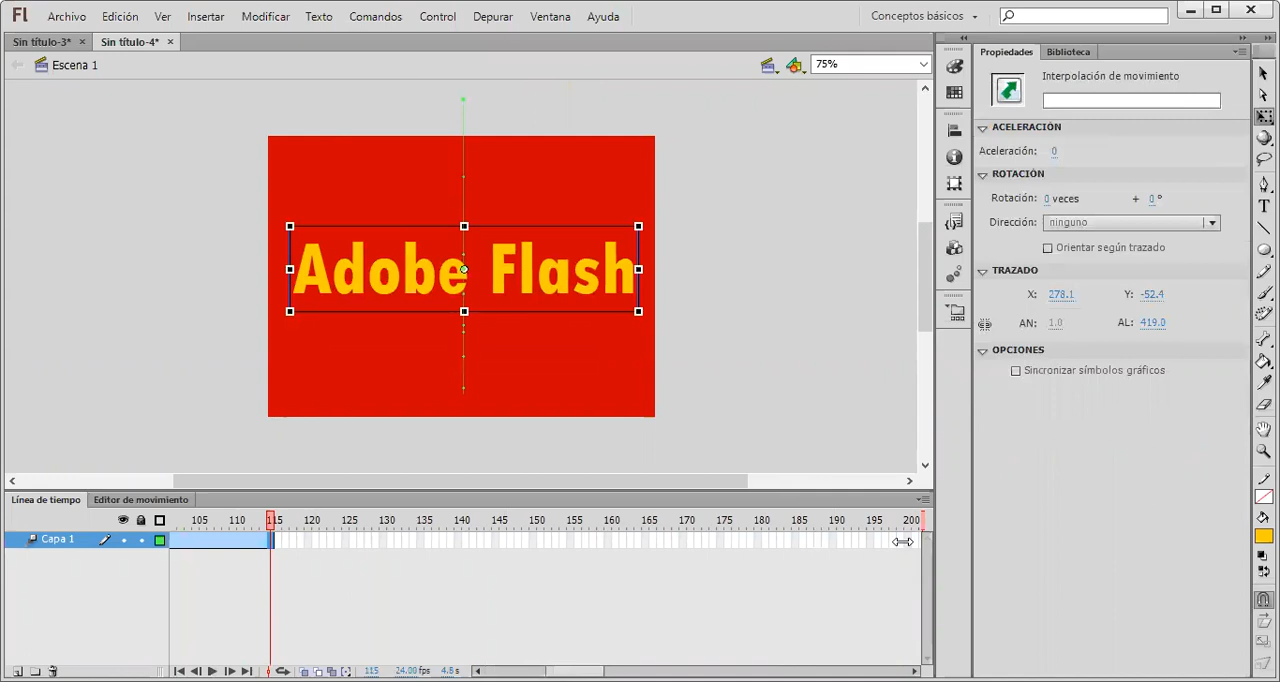 Fl Archivo Edición Ver Insertar Modificar Texto Comandos Control Depurar Ventana Ayuda Conceptos básicos
Sin título-3* × Sin título-4* ×
Escena 1 75%
Adobe Flash
Propiedades Biblioteca
Interpolación de movimiento
ACELERACIÓN
Aceleración: 0
ROTACIÓN
Rotación: 0 veces + 0 °
Dirección: ninguno
Orientar según trazado
TRAZADO
X: 278.1 Y: -52.4
AN: 1.0 AL: 419.0
OPCIONES
Sincronizar símbolos gráficos
Línea de tiempo Editor de movimiento
105 110 115 120 125 130 135 140 145 150 155 160 165 170 175 180 185 190 195 200
Capa 1
115 24.00 fps 4.8 s